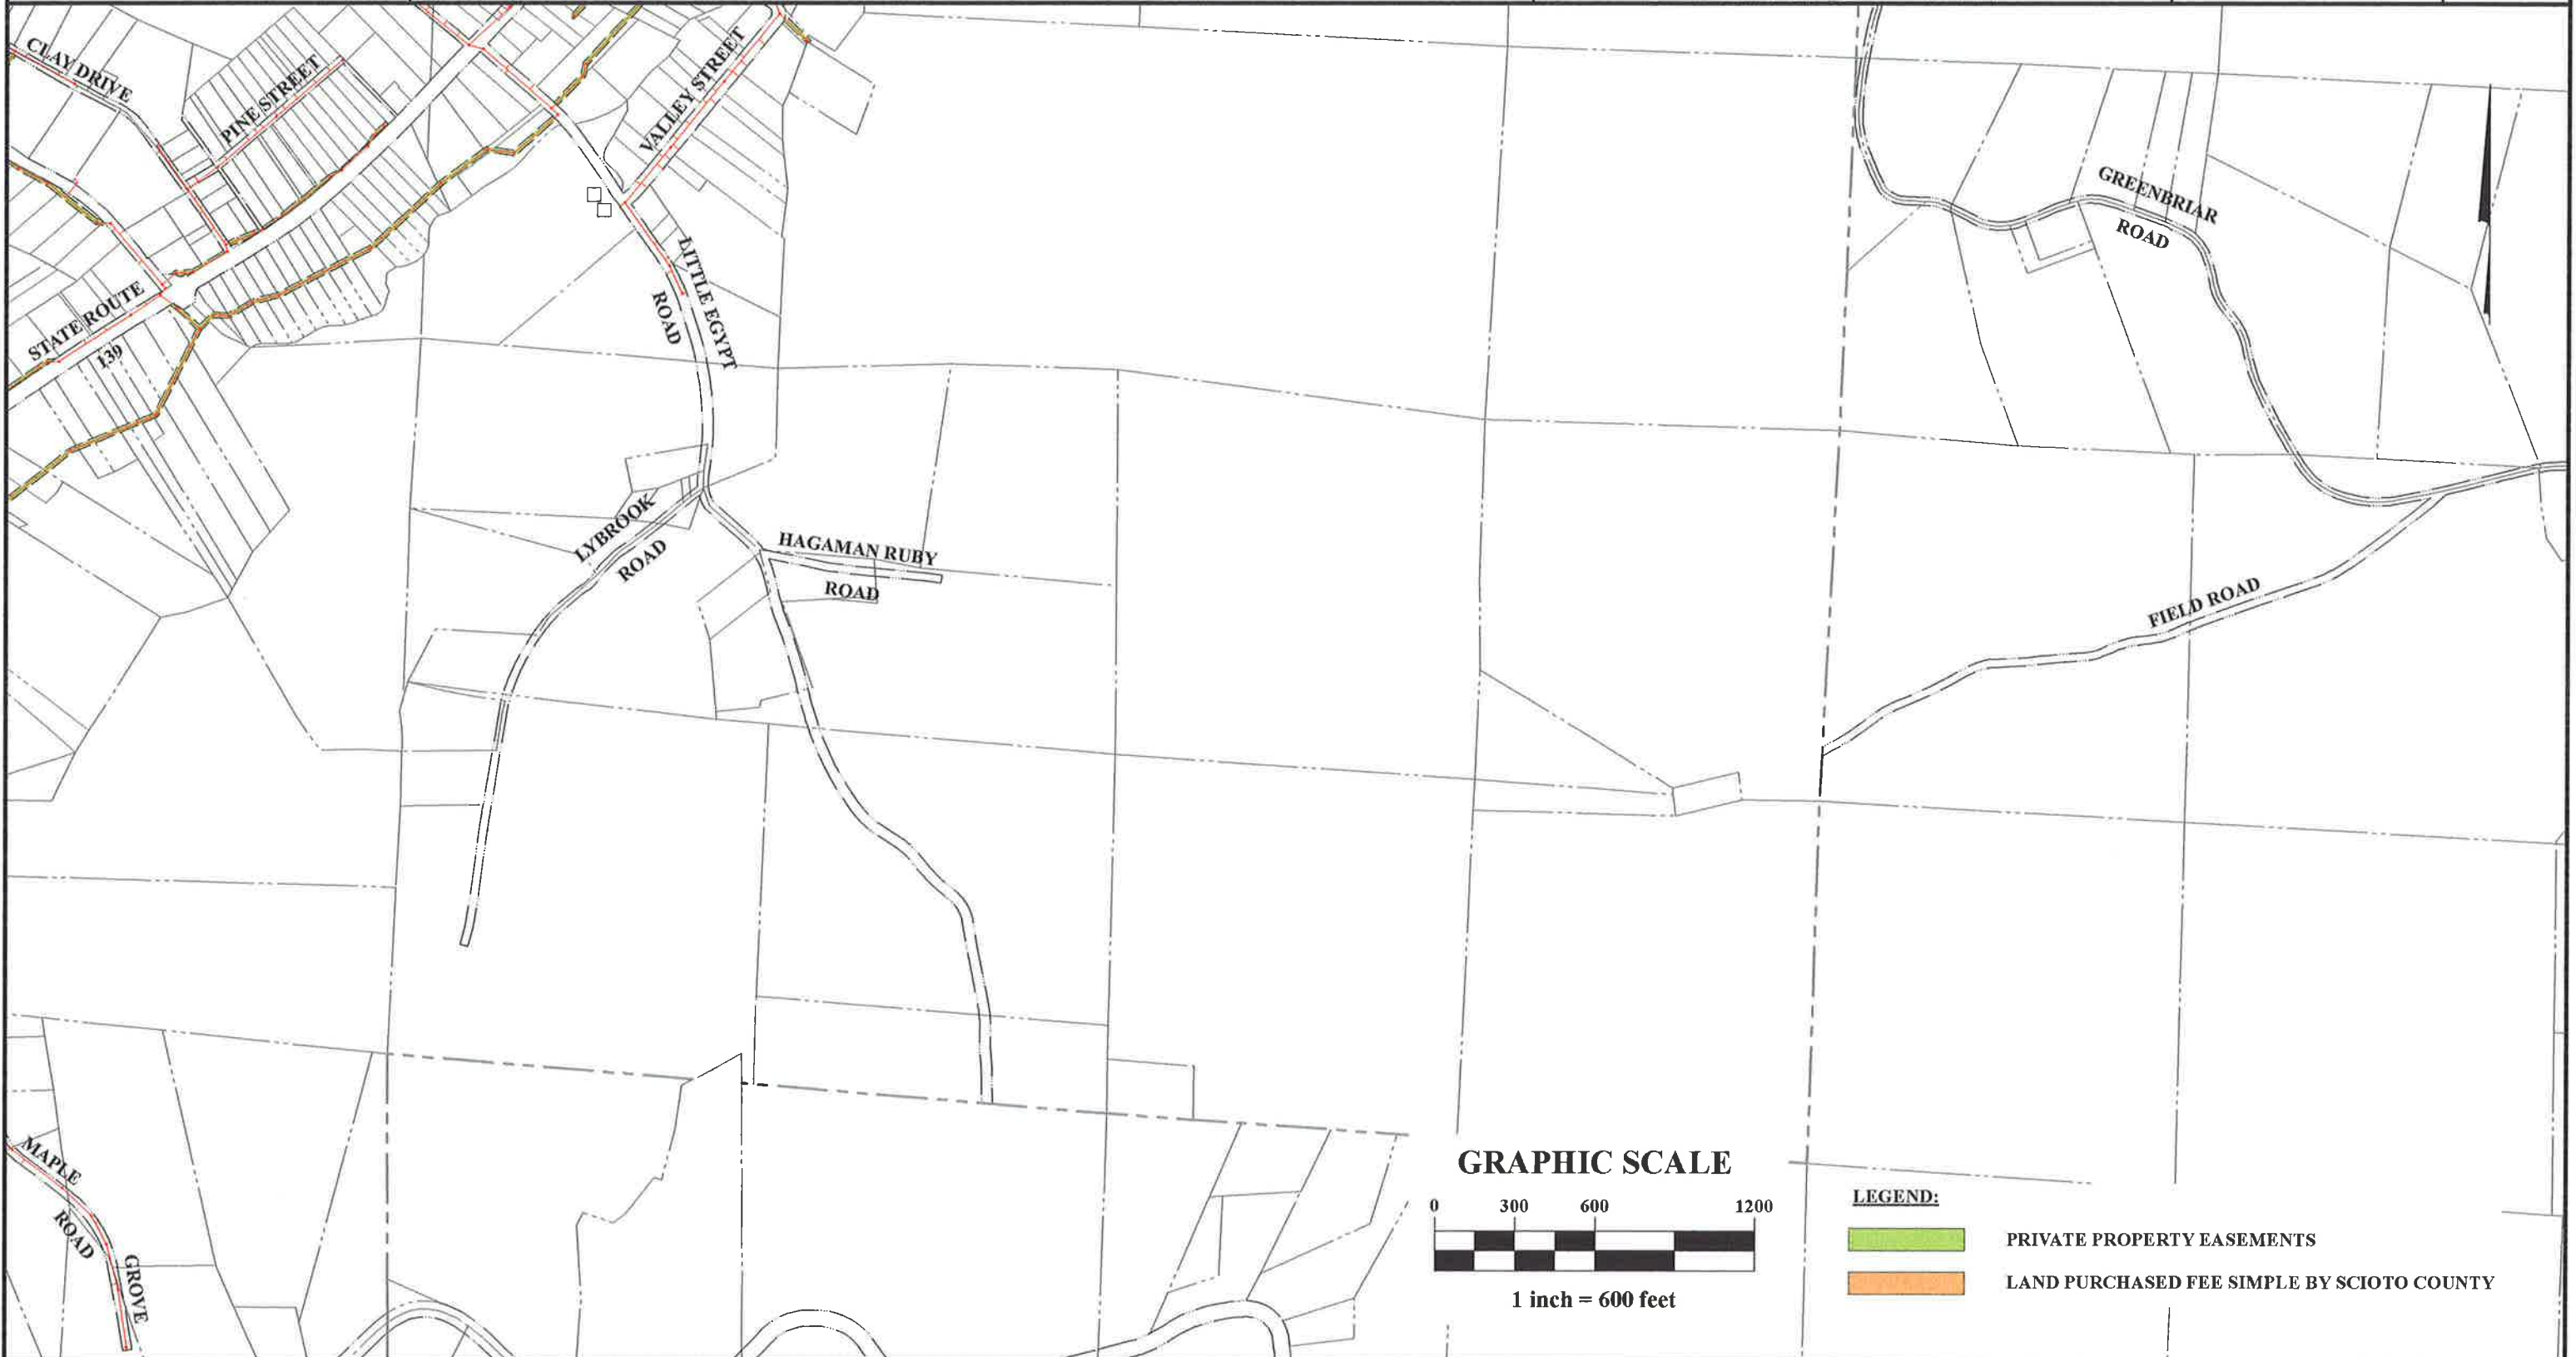 CLAY DRIVE
PINE STREET
VALLEY STREET
STATE ROUTE
139
LITTLE EGYPT
ROAD
GREENBRIAR
ROAD
LYBROOK
ROAD
HAGAMAN RUBY
ROAD
FIELD ROAD
MAPLE
ROAD
GROVE
GRAPHIC SCALE
0 300 600 1200
1 inch = 600 feet
LEGEND:
PRIVATE PROPERTY EASEMENTS
LAND PURCHASED FEE SIMPLE BY SCIOTO COUNTY